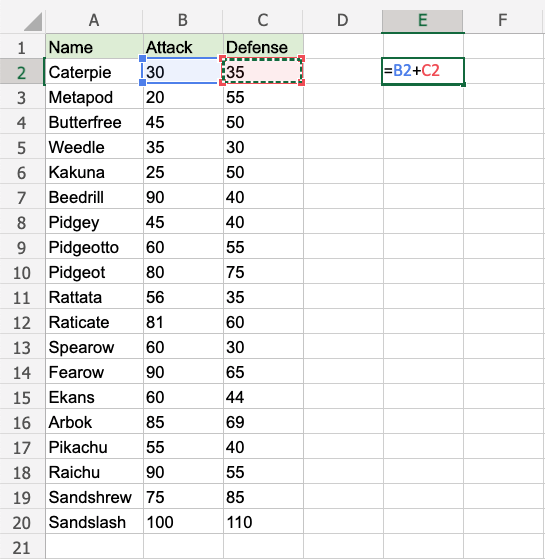 A B C D E F
1 Name Attack Defense
2 Caterpie 30 35 =B2+C2
3 Metapod 20 55
4 Butterfree 45 50
5 Weedle 35 30
6 Kakuna 25 50
7 Beedrill 90 40
8 Pidgey 45 40
9 Pidgeotto 60 55
10 Pidgeot 80 75
11 Rattata 56 35
12 Raticate 81 60
13 Spearow 60 30
14 Fearow 90 65
15 Ekans 60 44
16 Arbok 85 69
17 Pikachu 55 40
18 Raichu 90 55
19 Sandshrew 75 85
20 Sandslash 100 110
21